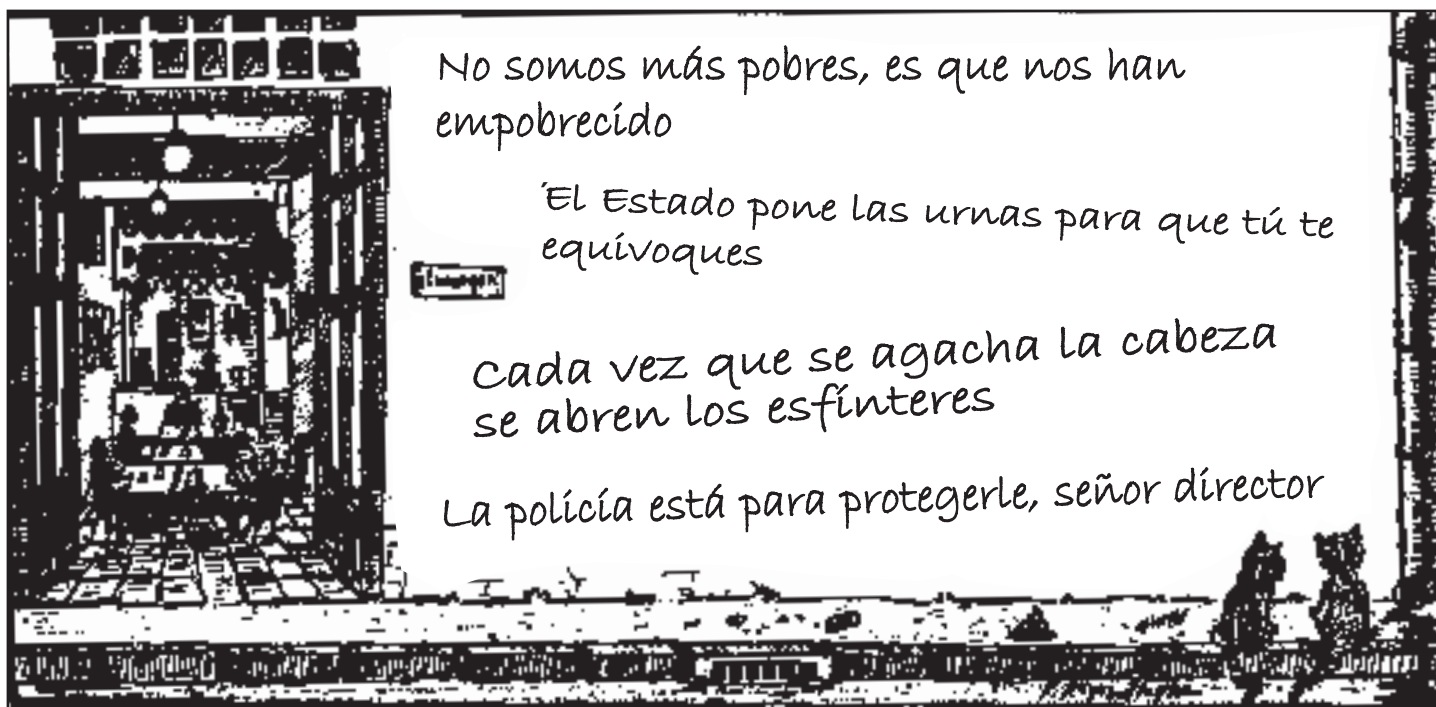 No somos más pobres, es que nos han
empobrecido
El Estado pone las urnas para que tú te
equivoques
Cada vez que se agacha la cabeza
se abren los esfínteres
La policía está para protegerle, señor director